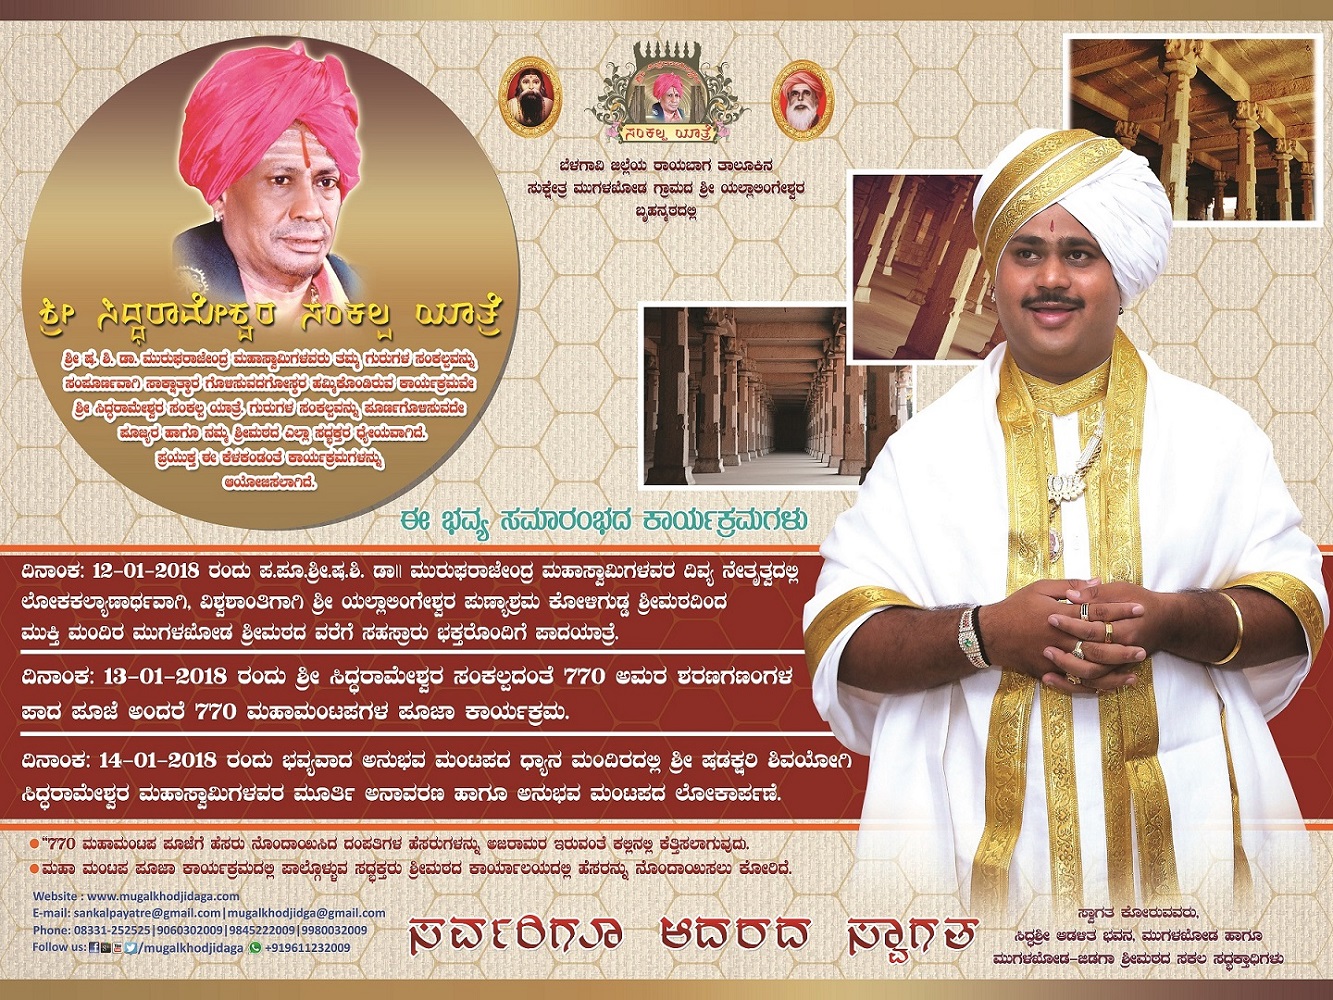 ಸಂಕಲ್ಪ ಯಾತ್ರೆ
ಬೆಳಗಾವಿ ಜಿಲ್ಲೆಯ ರಾಯಬಾಗ ತಾಲೂಕಿನ
ಸುಕ್ಷೇತ್ರ ಮುಗಳಖೋಡ ಗ್ರಾಮದ ಶ್ರೀ ಯಲ್ಲಾಲಿಂಗೇಶ್ವರ
ಬೃಹನ್ಮಠದಲ್ಲಿ
ಶ್ರೀ ಸಿದ್ಧರಾಮೇಶ್ವರ ಸಂಕಲ್ಪ ಯಾತ್ರೆ
ಶ್ರೀ ಷ. ಶಿ. ಡಾ. ಮುರುಘರಾಜೇಂದ್ರ ಮಹಾಸ್ವಾಮಿಗಳವರು ತಮ್ಮ ಗುರುಗಳ ಸಂಕಲ್ಪವನ್ನು
ಸಂಪೂರ್ಣವಾಗಿ ಸಾಕ್ಷಾತ್ಕಾರ ಗೊಳಿಸುವದಗೋಸ್ಕರ ಹಮ್ಮಿಕೊಂಡಿರುವ ಕಾರ್ಯಕ್ರಮವೇ
ಶ್ರೀ ಸಿದ್ಧರಾಮೇಶ್ವರ ಸಂಕಲ್ಪ ಯಾತ್ರೆ, ಗುರುಗಳ ಸಂಕಲ್ಪವನ್ನು ಪೂರ್ಣಗೊಳಿಸುವದೇ
ಪೂಜ್ಯರ ಹಾಗೂ ನಮ್ಮ ಶ್ರೀಮಠದ ಎಲ್ಲಾ ಸದ್ಭಕ್ತರ ಧ್ಯೇಯವಾಗಿದೆ.
ಪ್ರಯುಕ್ತ ಈ ಕೆಳಕಂಡಂತೆ ಕಾರ್ಯಕ್ರಮಗಳನ್ನು
ಆಯೋಜಿಸಲಾಗಿದೆ.
ಈ ಭವ್ಯ ಸಮಾರಂಭದ ಕಾರ್ಯಕ್ರಮಗಳು
ದಿನಾಂಕ: 12-01-2018 ರಂದು ಪ.ಪೂ.ಶ್ರೀ.ಷ.ಶಿ. ಡಾ॥ ಮುರುಘರಾಜೇಂದ್ರ ಮಹಾಸ್ವಾಮಿಗಳವರ ದಿವ್ಯ ನೇತೃತ್ವದಲ್ಲಿ
ಲೋಕಕಲ್ಯಾಣಾರ್ಥವಾಗಿ, ವಿಶ್ವಶಾಂತಿಗಾಗಿ ಶ್ರೀ ಯಲ್ಲಾಲಿಂಗೇಶ್ವರ ಪುಣ್ಯಾಶ್ರಮ ಕೋಳಿಗುಡ್ಡ ಶ್ರೀಮಠದಿಂದ
ಮುಕ್ತಿ ಮಂದಿರ ಮುಗಳಖೋಡ ಶ್ರೀಮಠದ ವರೆಗೆ ಸಹಸ್ರಾರು ಭಕ್ತರೊಂದಿಗೆ ಪಾದಯಾತ್ರೆ.
ದಿನಾಂಕ: 13-01-2018 ರಂದು ಶ್ರೀ ಸಿದ್ಧರಾಮೇಶ್ವರ ಸಂಕಲ್ಪದಂತೆ 770 ಅಮರ ಶರಣಗಣಂಗಳ
ಪಾದ ಪೂಜೆ ಅಂದರೆ 770 ಮಹಾಮಂಟಪಗಳ ಪೂಜಾ ಕಾರ್ಯಕ್ರಮ.
ದಿನಾಂಕ: 14-01-2018 ರಂದು ಭವ್ಯವಾದ ಅನುಭವ ಮಂಟಪದ ಧ್ಯಾನ ಮಂದಿರದಲ್ಲಿ ಶ್ರೀ ಷಡಕ್ಷರಿ ಶಿವಯೋಗಿ
ಸಿದ್ಧರಾಮೇಶ್ವರ ಮಹಾಸ್ವಾಮಿಗಳವರ ಮೂರ್ತಿ ಅನಾವರಣ ಹಾಗೂ ಅನುಭವ ಮಂಟಪದ ಲೋಕಾರ್ಪಣೆ.
• "770 ಮಹಾಮಂಟಪ ಪೂಜೆಗೆ ಹೆಸರು ನೊಂದಾಯಿಸಿದ ದಂಪತಿಗಳ ಹೆಸರುಗಳನ್ನು ಅಜರಾಮರ ಇರುವಂತೆ ಕಲ್ಲಿನಲ್ಲಿ ಕೆತ್ತಿಸಲಾಗುವುದು.
• ಮಹಾ ಮಂಟಪ ಪೂಜಾ ಕಾರ್ಯಕ್ರಮದಲ್ಲಿ ಪಾಲ್ಗೊಳ್ಳುವ ಸದ್ಭಕ್ತರು ಶ್ರೀಮಠದ ಕಾರ್ಯಾಲಯದಲ್ಲಿ ಹೆಸರನ್ನು ನೊಂದಾಯಿಸಲು ಕೋರಿದೆ.
Website : www.mugalkhodjidaga.com
E-mail: sankalpayatre@gmail.com|mugalkhodjidga@gmail.com
Phone: 08331-252525|9060302009|9845222009|9980032009
Follow us: /mugalkhodjidaga +919611232009
ಸರ್ವರಿಗೂ ಆದರದ ಸ್ವಾಗತ
ಸ್ವಾಗತ ಕೋರುವವರು,
ಸಿದ್ಧಶ್ರೀ ಆಡಳಿತ ಭವನ, ಮುಗಳಖೋಡ ಹಾಗೂ
ಮುಗಳಖೋಡ-ಜಿಡಗಾ ಶ್ರೀಮಠದ ಸಕಲ ಸದ್ಭಕ್ತಾಧಿಗಳು